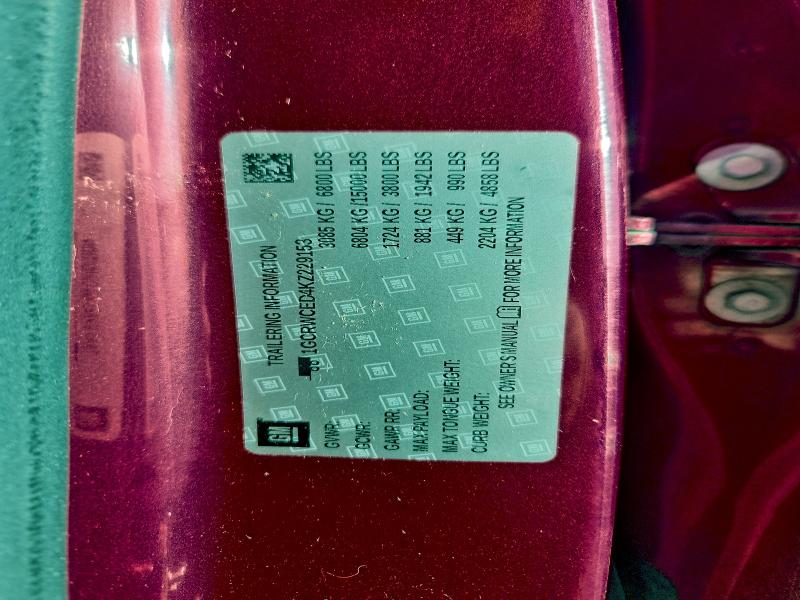 GM
TRAILERING INFORMATION
1GCRWCED4KZ229153
GVWR: 3085 KG / 6800 LBS
GCWR: 6804 KG / 15000 LBS
GAWR RR: 1724 KG / 3800 LBS
MAX PAYLOAD: 881 KG / 1942 LBS
MAX TONGUE WEIGHT: 449 KG / 990 LBS
CURB WEIGHT: 2204 KG / 4858 LBS
SEE OWNER'S MANUAL FOR MORE INFORMATION